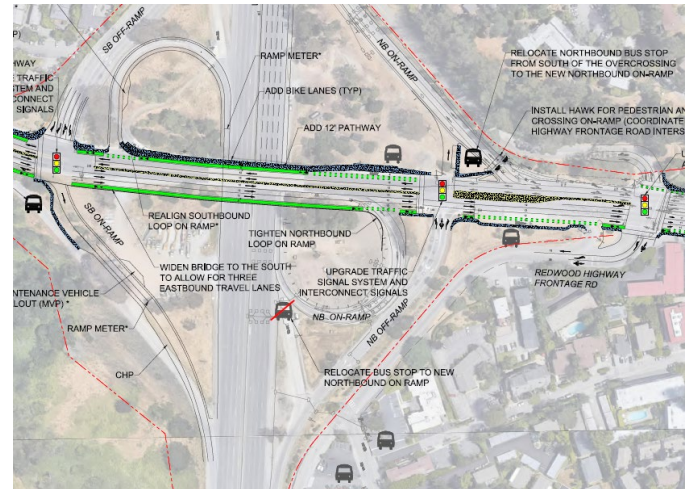 P)
HWAY
E TRAFFIC
TEM AND
CONNECT
SIGNALS
SB OFF-RAMP
RAMP METER*
ADD BIKE LANES (TYP)
ADD 12' PATHWAY
NB ON-RAMP
RELOCATE NORTHBOUND BUS STOP
FROM SOUTH OF THE OVERCROSSING
TO THE NEW NORTHBOUND ON-RAMP
INSTALL HAWK FOR PEDESTRIAN AN
CROSSING ON-RAMP (COORDINATE
HIGHWAY FRONTAGE ROAD INTERS
SB ON-RAMP
REALIGN SOUTHBOUND
LOOP ON RAMP*
TIGHTEN NORTHBOUND
LOOP ON RAMP
WIDEN BRIDGE TO THE SOUTH
TO ALLOW FOR THREE
EASTBOUND TRAVEL LANES
UPGRADE TRAFFIC
SIGNAL SYSTEM AND
INTERCONNECT SIGNALS
REDWOOD HIGHWAY
FRONTAGE RD
NTENANCE VEHICLE
LOUT (MVP) *
RAMP METER*
NB ON-RAMP
NB OFF-RAMP
CHP
RELOCATE BUS STOP TO NEW
NORTHBOUND ON RAMP